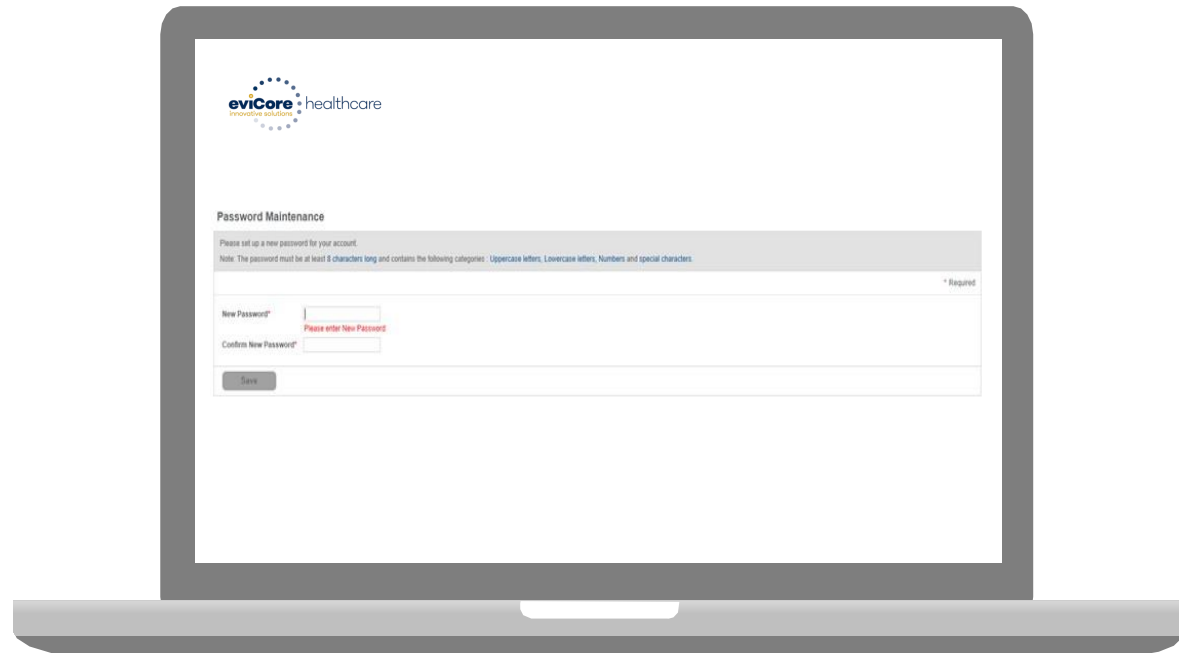 eviCore healthcare
innovative solutions
Password Maintenance
Please set up a new password for your account.
Note: The password must be at least 8 characters long and contains the following categories : Uppercase letters, Lowercase letters, Numbers and special characters.
* Required
New Password*
Please enter New Password
Confirm New Password*
Save